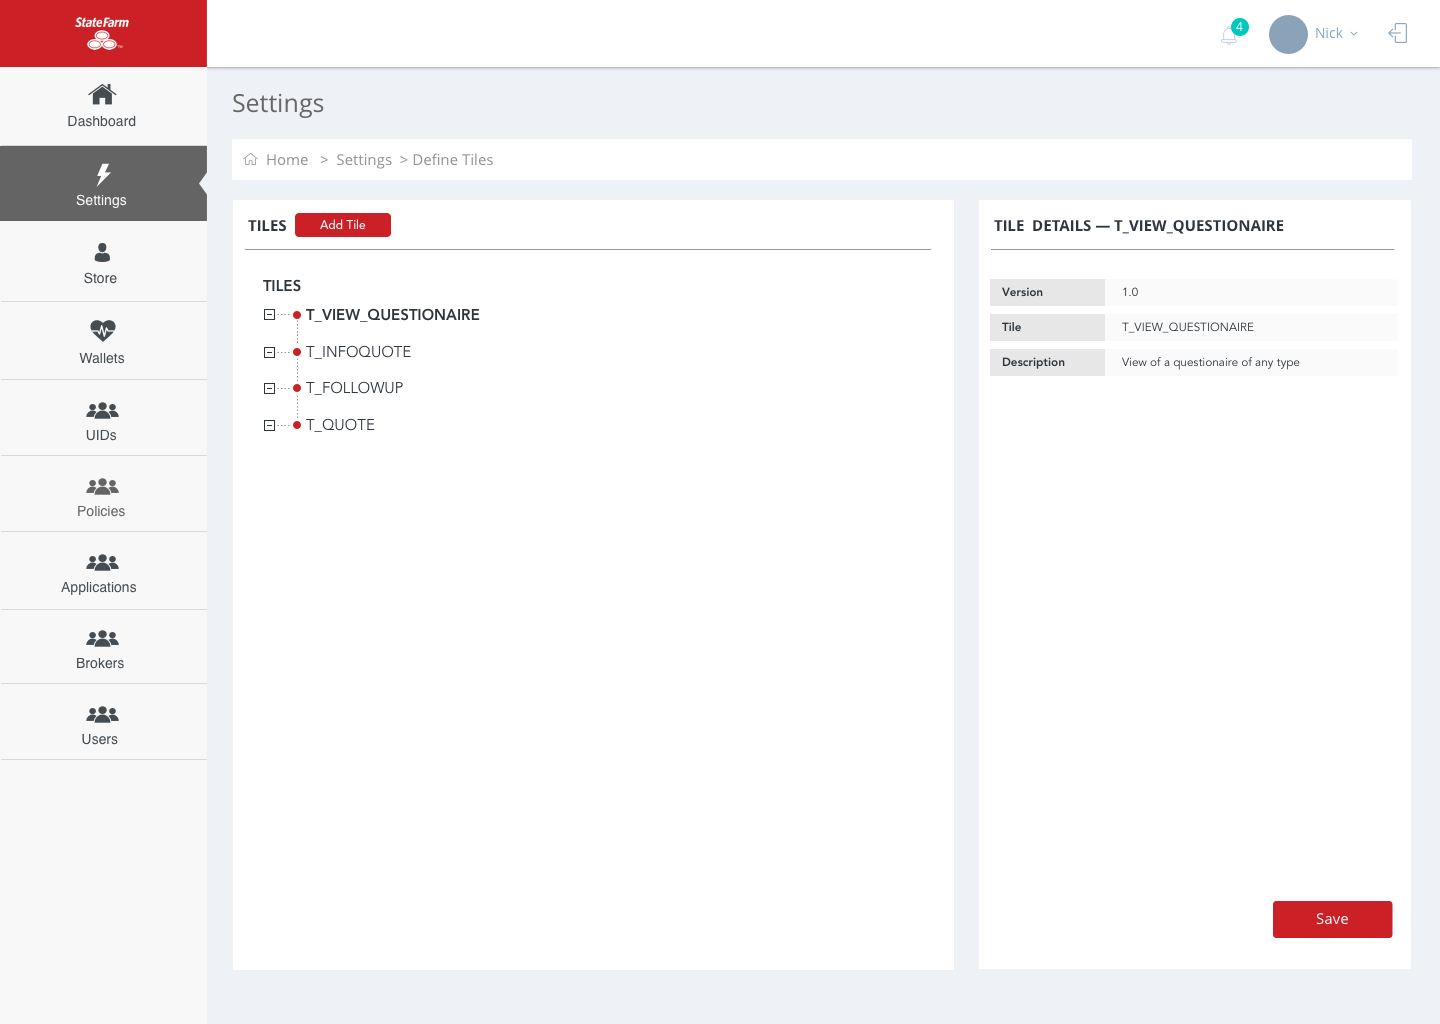 StateFarm
TM
4
Nick
Dashboard
Settings
Store
Wallets
UIDs
Policies
Applications
Brokers
Users
Settings
Home > Settings > Define Tiles
TILES Add Tile
TILES
T_VIEW_QUESTIONAIRE
T_INFOQUOTE
T_FOLLOWUP
T_QUOTE
TILE DETAILS — T_VIEW_QUESTIONAIRE
Version 1.0
Tile T_VIEW_QUESTIONAIRE
Description View of a questionaire of any type
Save